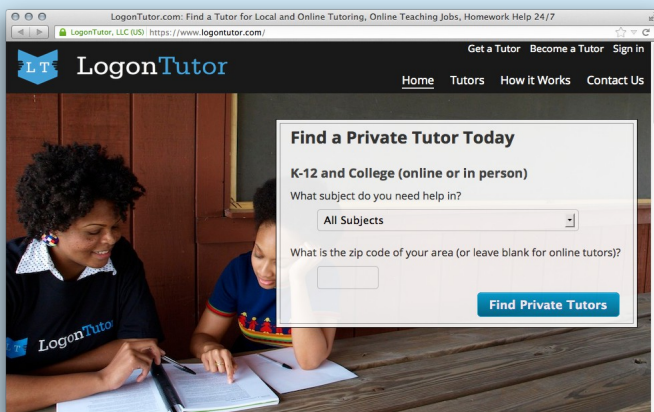 LogonTutor.com: Find a Tutor for Local and Online Tutoring, Online Teaching Jobs, Homework Help 24/7
LogonTutor, LLC (US) https://www.logontutor.com/
Get a Tutor Become a Tutor Sign in
LT LogonTutor
Home Tutors How it Works Contact Us
Find a Private Tutor Today
K-12 and College (online or in person)
What subject do you need help in?
All Subjects
What is the zip code of your area (or leave blank for online tutors)?
Find Private Tutors
LT LogonTutor